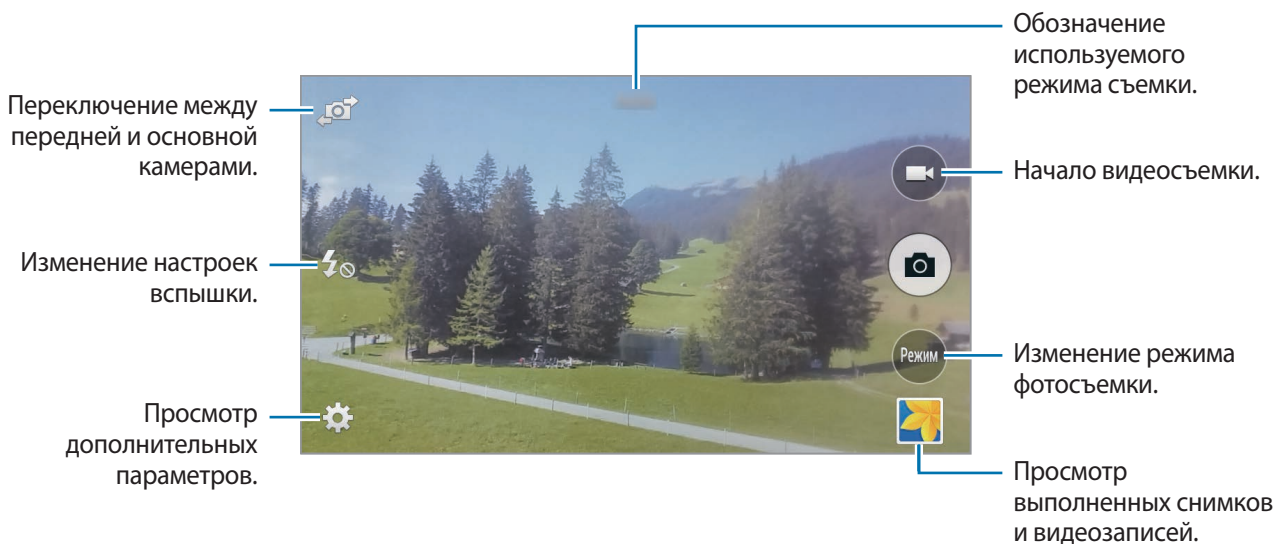 Обозначение
используемого
режима съемки.
Переключение между
передней и основной
камерами.
Начало видеосъемки.
Изменение настроек
вспышки.
Режим
Изменение режима
фотосъемки.
Просмотр
дополнительных
параметров.
Просмотр
выполненных снимков
и видеозаписей.